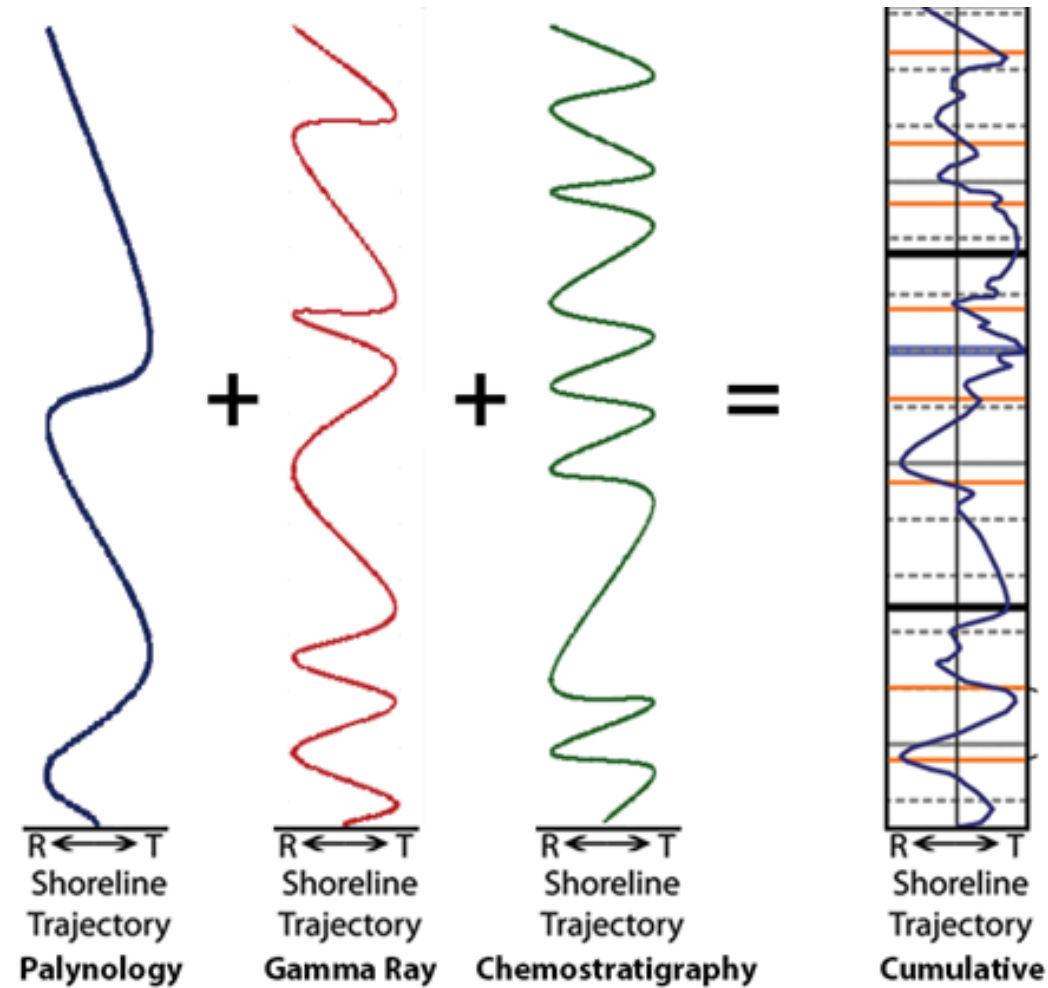 + + =
R T R T R T R T
Shoreline Shoreline Shoreline Shoreline
Trajectory Trajectory Trajectory Trajectory
Palynology Gamma Ray Chemostratigraphy Cumulative